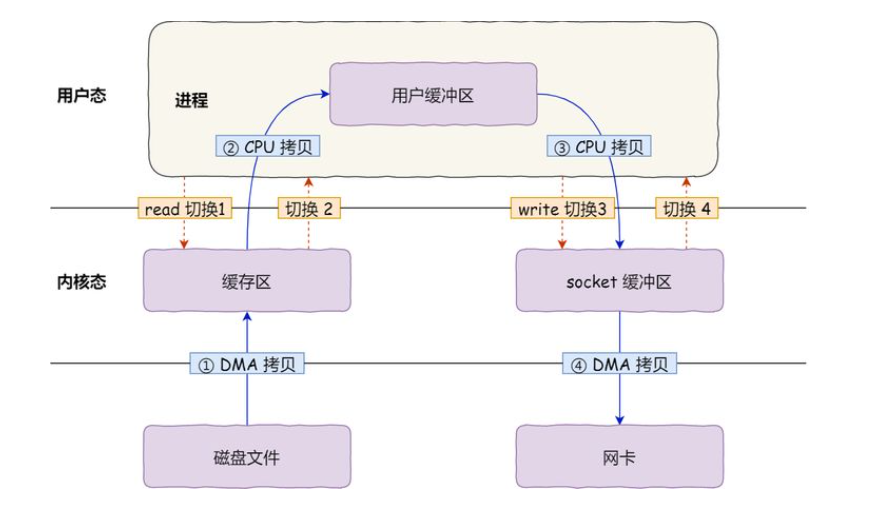 用户态
进程
用户缓冲区
② CPU 拷贝
③ CPU 拷贝
read 切换1
切换 2
write 切换3
切换 4
内核态
缓存区
socket 缓冲区
① DMA 拷贝
④ DMA 拷贝
磁盘文件
网卡